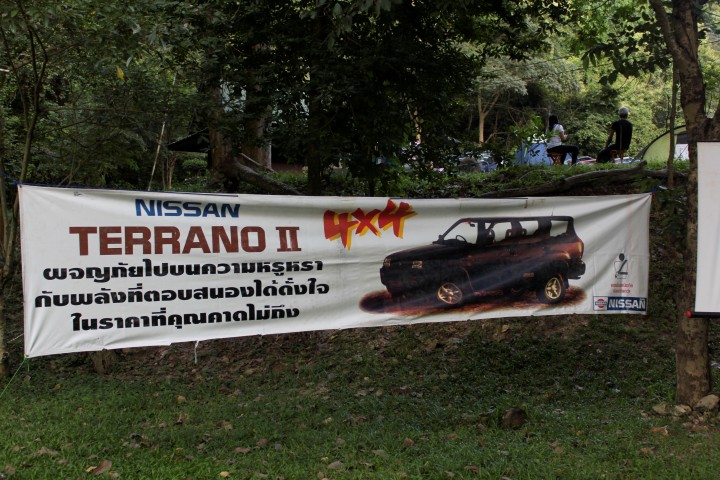 NISSAN
TERRANO II
4x4
ผจญภัยไปบนความหรูหรา
กับพลังที่ตอบสนองได้ดั่งใจ
ในราคาที่คุณคาดไม่ถึง
NISSAN